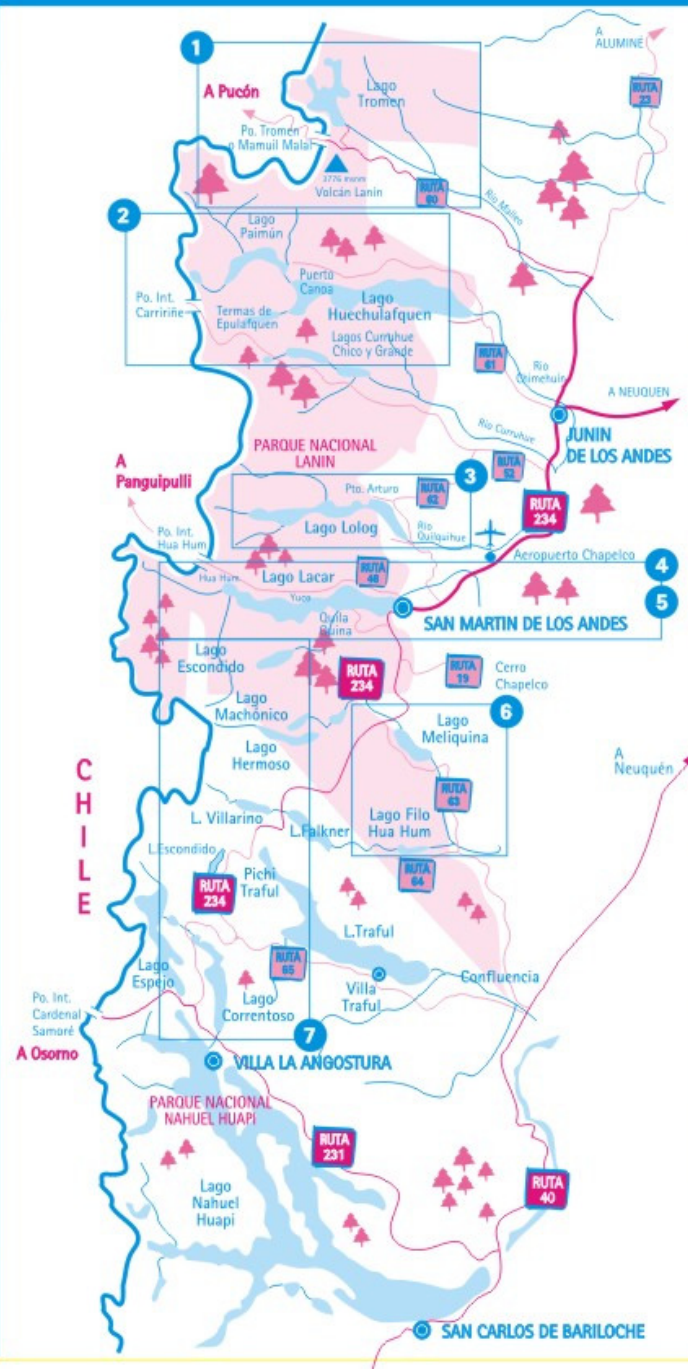 A
ALUMINÉ
1
A Pucón
Lago
Tromen
RUTA
23
Po. Tromen
o Mamuil Malal
3776 msnm
Volcán Lanín
RUTA
60
Río Malleo
2
Lago
Paimún
Puerto
Canoa
Po. Int.
Carririñe
Termas de
Epulafquen
Lago
Huechulafquen
Lagos Curruhue
Chico y Grande
RUTA
61
Río
Chimehuin
A NEUQUEN
Río Curruhue
JUNIN
DE LOS ANDES
PARQUE NACIONAL
LANIN
A
Panguipulli
RUTA
52
3
Pto. Arturo
RUTA
62
RUTA
234
Lago Lolog
Río
Quilquihue
Po. Int.
Hua Hum
Aeropuerto Chapelco
4
Hua Hum
Lago Lacar
RUTA
48
Yuco
5
SAN MARTIN DE LOS ANDES
Quila
Quina
Lago
Escondido
RUTA
234
RUTA
19
Cerro
Chapelco
Lago
Machónico
6
Lago
Meliquina
Lago
Hermoso
A
Neuquén
CHILE
RUTA
63
L. Villarino
L.Falkner
Lago Filo
Hua Hum
L.Escondido
RUTA
64
Pichi
Traful
RUTA
234
L.Traful
RUTA
65
Lago
Espejo
Villa
Traful
Confluencia
Lago
Correntoso
Po. Int.
Cardenal
Samoré
7
A Osorno
VILLA LA ANGOSTURA
PARQUE NACIONAL
NAHUEL HUAPI
RUTA
231
Lago
Nahuel
Huapi
RUTA
40
SAN CARLOS DE BARILOCHE